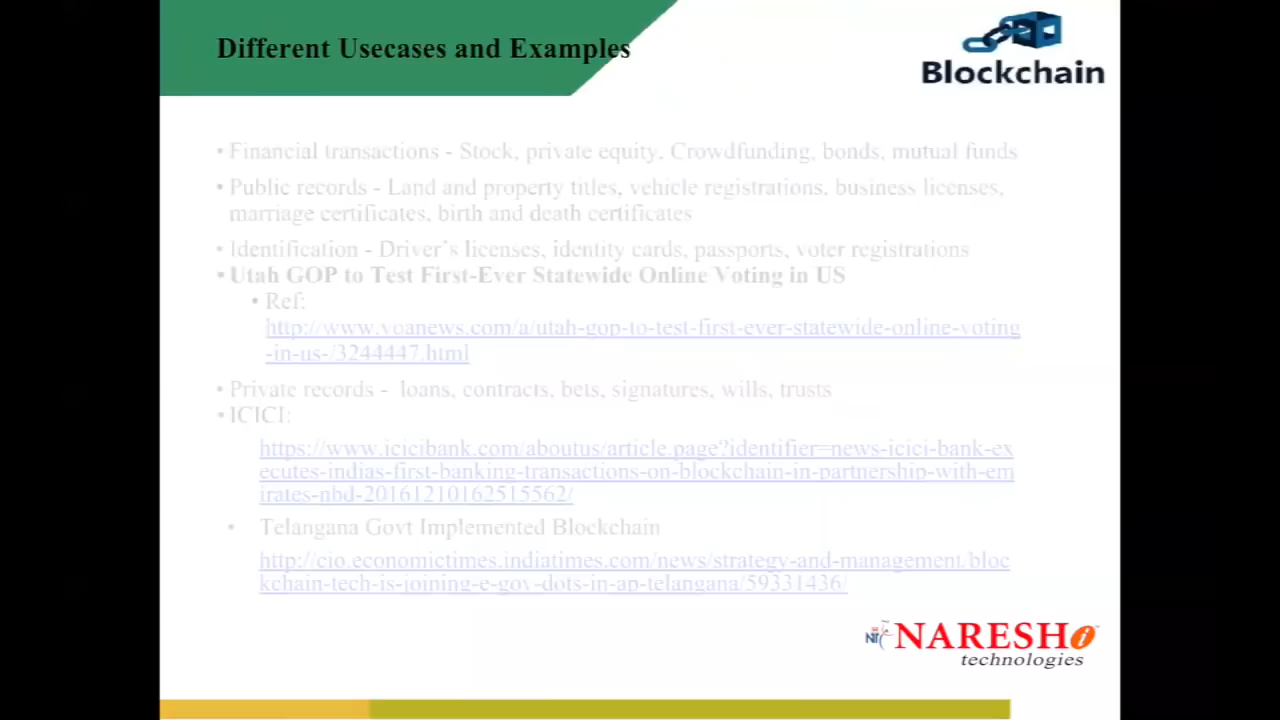 Different Usecases and Examples
Blockchain
• Financial transactions - Stock, private equity, Crowdfunding, bonds, mutual funds
• Public records - Land and property titles, vehicle registrations, business licenses,
marriage certificates, birth and death certificates
• Identification - Driver's licenses, identity cards, passports, voter registrations
• Utah GOP to Test First-Ever Statewide Online Voting in US
• Ref:
http://www.voanews.com/a/utah-gop-to-test-first-ever-statewide-online-voting
-in-us-/3244447.html
• Private records - loans, contracts, bets, signatures, wills, trusts
• ICICI:
https://www.icicibank.com/aboutus/article.page?identifier=news-icici-bank-ex
ecutes-indias-first-banking-transactions-on-blockchain-in-partnership-with-em
irates-nbd-20161210162515562/
• Telangana Govt Implemented Blockchain
http://cio.economictimes.indiatimes.com/news/strategy-and-management/bloc
kchain-tech-is-joining-e-gov-dots-in-ap-telangana/59331436/
NT NARESH i
technologies